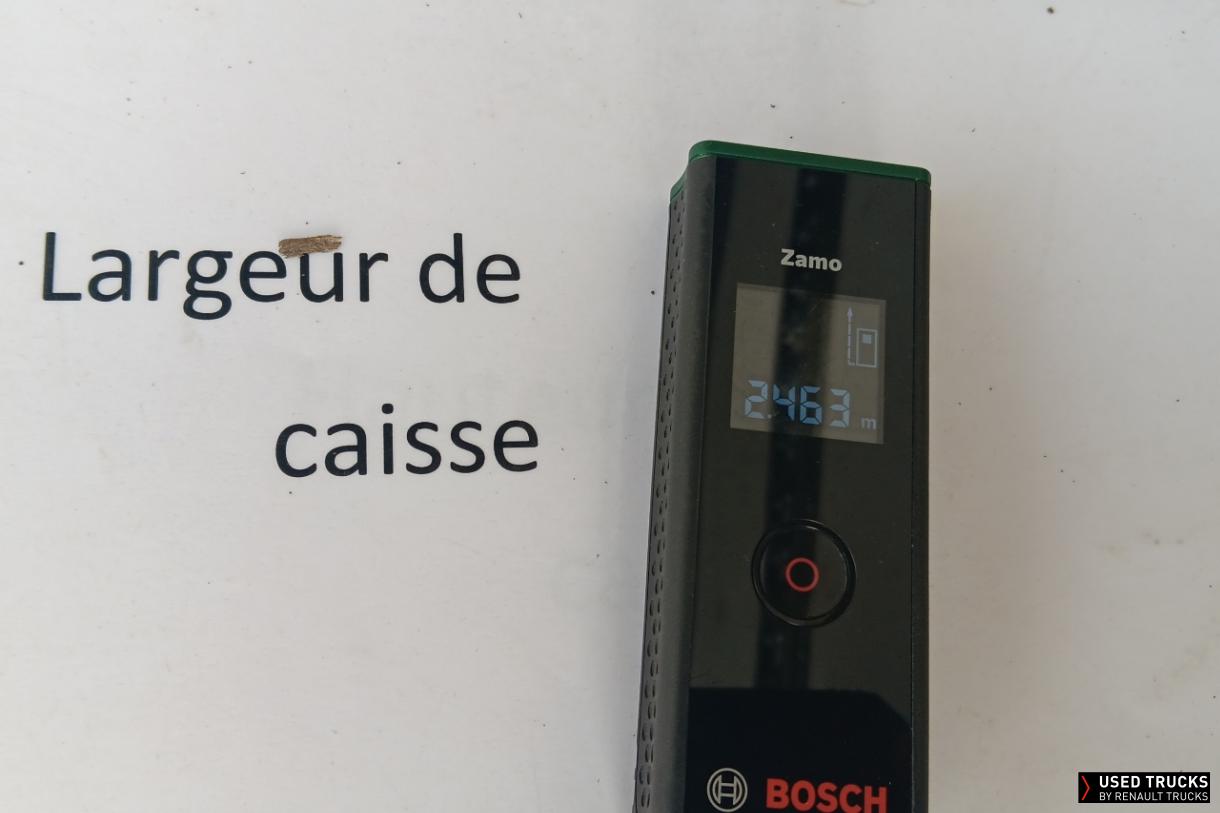 Largeur de
caisse
Zamo
2.463 m
BOSCH
USED TRUCKS
BY RENAULT TRUCKS